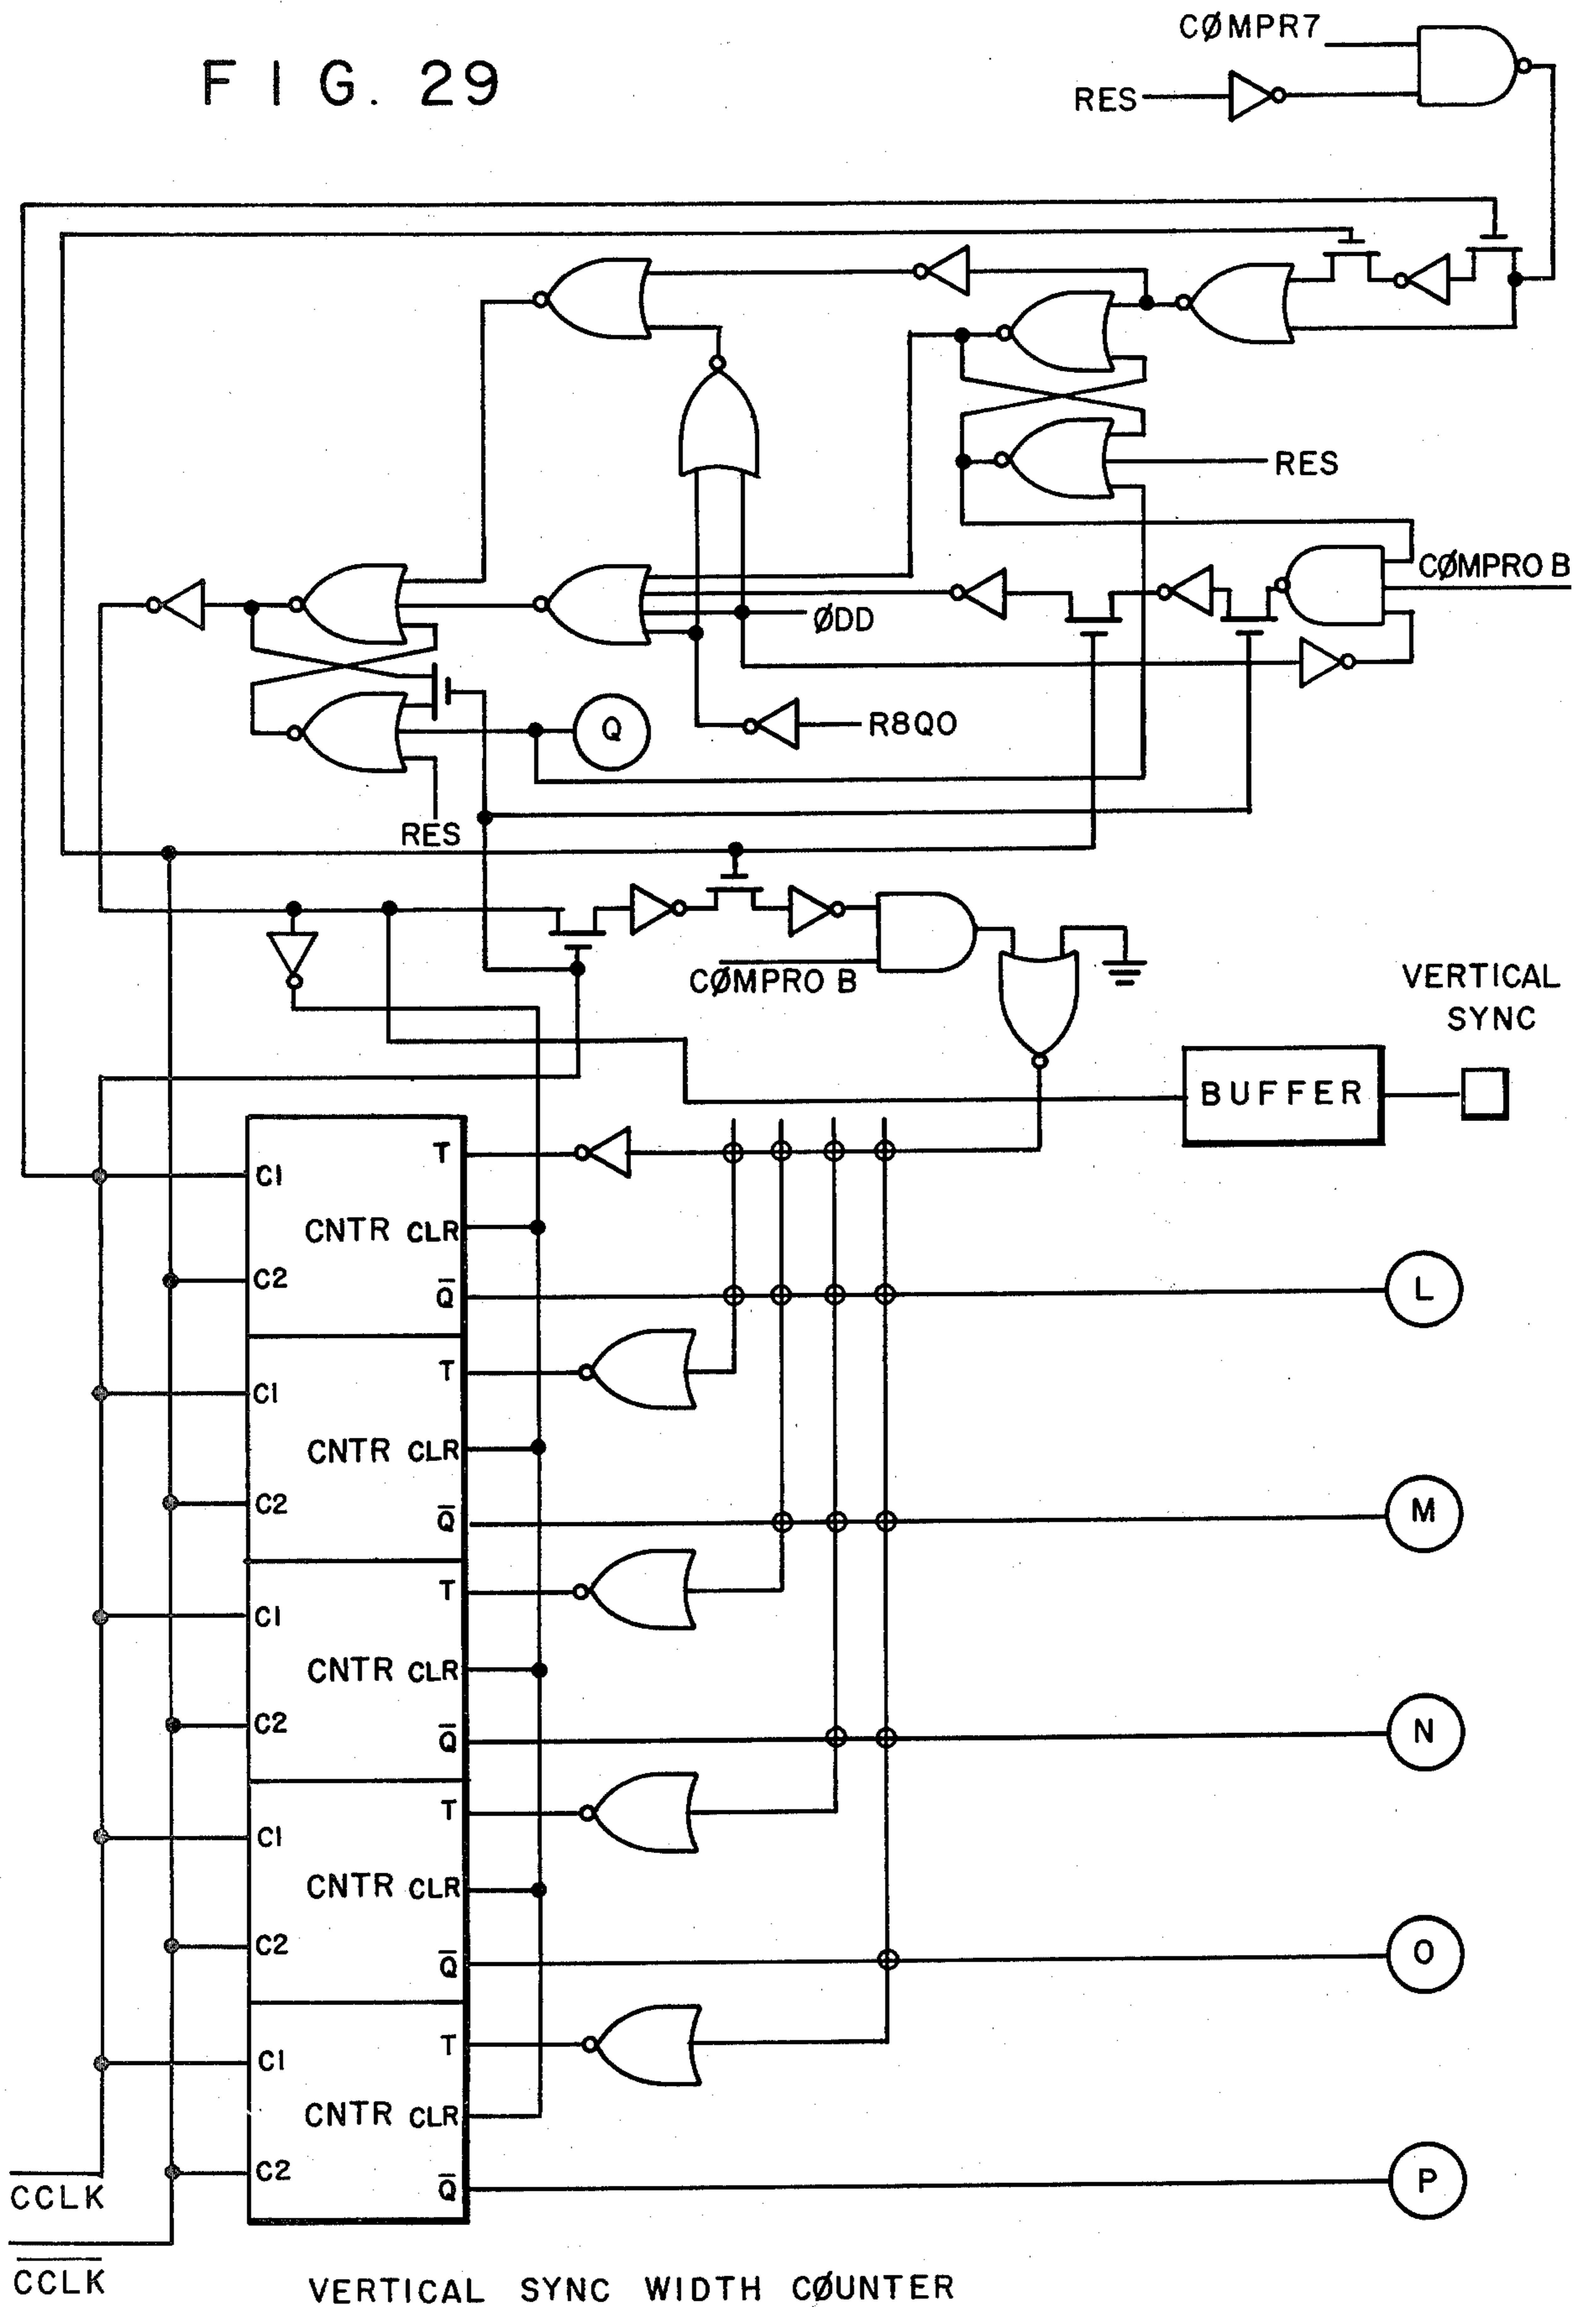 FIG. 29
CØMPR7
RES
RES
CØMPRO B
ØDD
Q
R8QO
RES
CØMPRO B
VERTICAL
SYNC
BUFFER
T
C1
CNTR CLR
C2
Q̅
L
T
C1
CNTR CLR
C2
Q̅
M
T
C1
CNTR CLR
C2
Q̅
N
T
C1
CNTR CLR
C2
Q̅
O
T
C1
CNTR CLR
C2
Q̅
P
CCLK
C̅C̅L̅K̅
VERTICAL SYNC WIDTH CØUNTER